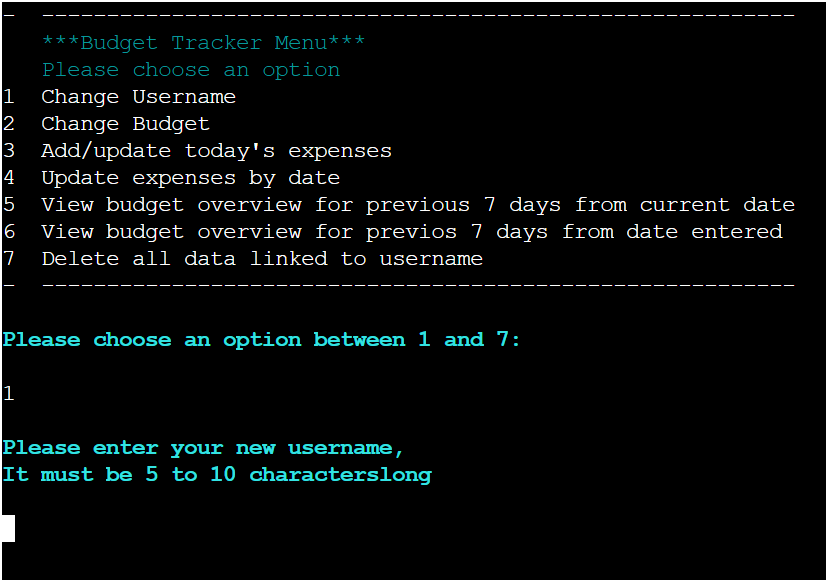 -  ----------------------------------------------------------
***Budget Tracker Menu***
Please choose an option
1  Change Username
2  Change Budget
3  Add/update today's expenses
4  Update expenses by date
5  View budget overview for previous 7 days from current date
6  View budget overview for previos 7 days from date entered
7  Delete all data linked to username
-  ----------------------------------------------------------
Please choose an option between 1 and 7:
1
Please enter your new username,
It must be 5 to 10 characterslong